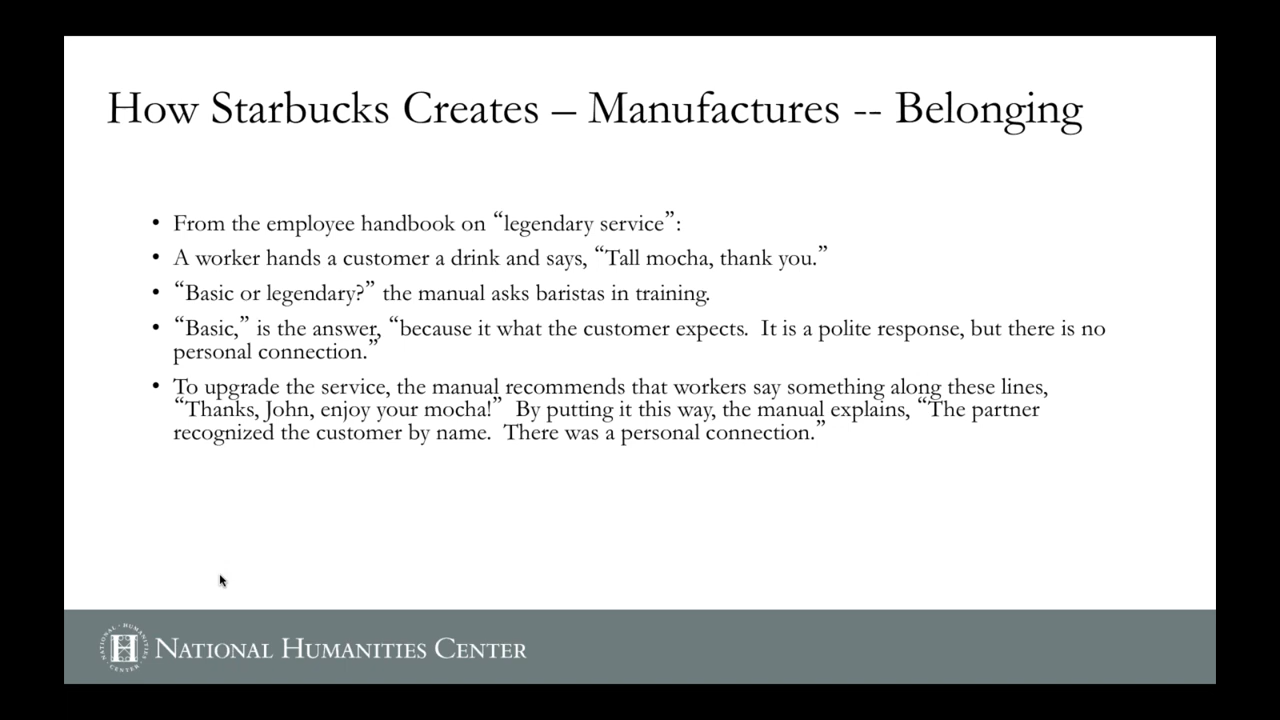 How Starbucks Creates – Manufactures -- Belonging
• From the employee handbook on “legendary service”:
• A worker hands a customer a drink and says, “Tall mocha, thank you.”
• “Basic or legendary?” the manual asks baristas in training.
• “Basic,” is the answer, “because it what the customer expects.  It is a polite response, but there is no
personal connection.”
• To upgrade the service, the manual recommends that workers say something along these lines,
“Thanks, John, enjoy your mocha!”  By putting it this way, the manual explains, “The partner
recognized the customer by name.  There was a personal connection.”
NATIONAL HUMANITIES CENTER
NATIONAL HUMANITIES CENTER